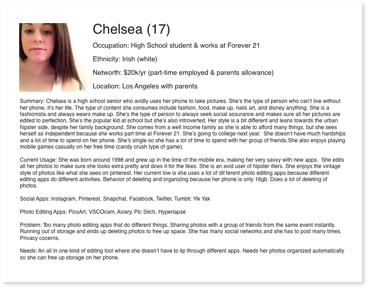 Chelsea (17)
Occupation: High School student & works at Forever 21
Ethnicity: Irish (white)
Networth: $20k/yr (part-time employed & parents allowance)
Location: Los Angeles with parents
Summary: Chelsea is a high school senior who avidly uses her phone to take pictures. She's the type of person who can't live without
her phone, it's her life. The type of content she consumes include fashion, food, make up, nails art, and disney anything. She is a
fashionista and always wears make up. She's the type of person to always seek social assurance and makes sure all her pictures are
edited to perfection. She's the popular kid at school but she's also introverted. Her style is a bit different and leans towards the urban
hipster side, despite her family background. She comes from a well income family as she is able to afford many things, but she sees
herself as independent because she works part time at Forever 21. She's going to college next year. She doesn't have much hardships
and a lot of time to spend on her phone. She's single so she has a lot of time to spend with her group of friends.She also enjoys playing
mobile games casually on her free time (candy crush type of game).
Current Usage: She was born around 1998 and grew up in the time of the mobile era, making her very savvy with new apps. She edits
all her photos to make sure she looks extra pretty and does it for the likes. She is an avid user of hipster filters. She enjoys the vintage
style of photos like what she sees on pinterest. Her current low is she uses a lot of different photo editing apps because different
editing apps do different activities. Behavior of deleting and organizing because her phone is only 16gb. Does a lot of deleting of
photos.
Social Apps: Instagram, Pinterest, Snapchat, Facebook, Twitter, Tumblr, Yik Yak
Photo Editing Apps: PicsArt, VSCOcam, Aviary, Pic Stitch, Hyperlapse
Problem: Too many photo editing apps that do different things. Sharing photos with a group of friends from the same event instantly.
Running out of storage and ends up deleting photos to free up space. She has many social networks and she has to post many times.
Privacy cocerns.
Needs: An all in one kind of editing tool where she doesn't have to lip through different apps. Needs her photos organized automatically
so she can free up storage on her phone.